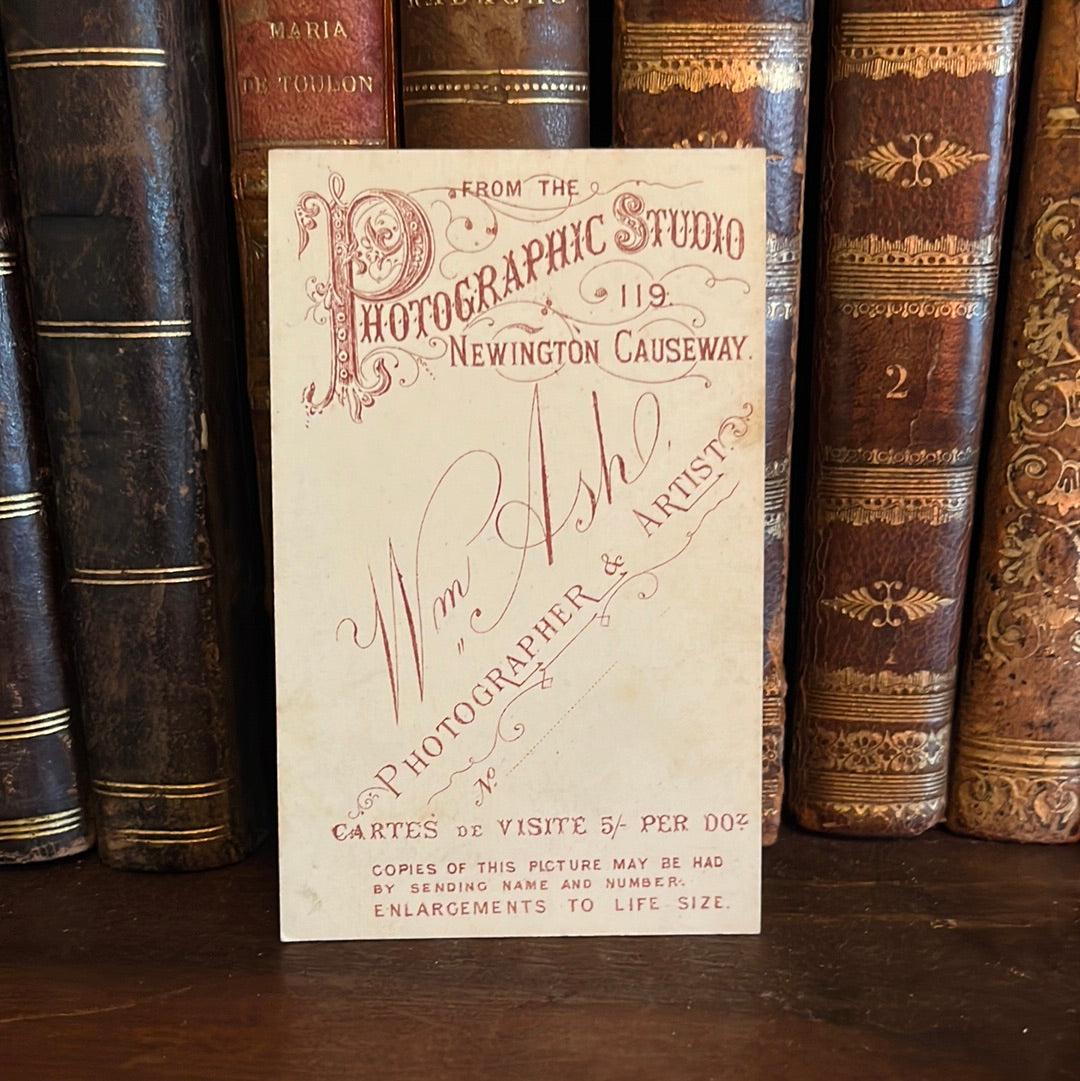 MARIA
DE TOULON
2
FROM THE
PHOTOGRAPHIC STUDIO
119.
NEWINGTON CAUSEWAY.
Wm Ash,
PHOTOGRAPHER & ARTIST.
No
CARTES DE VISITE 5/- PER DOZ
COPIES OF THIS PICTURE MAY BE HAD
BY SENDING NAME AND NUMBER.
ENLARGEMENTS TO LIFE SIZE.